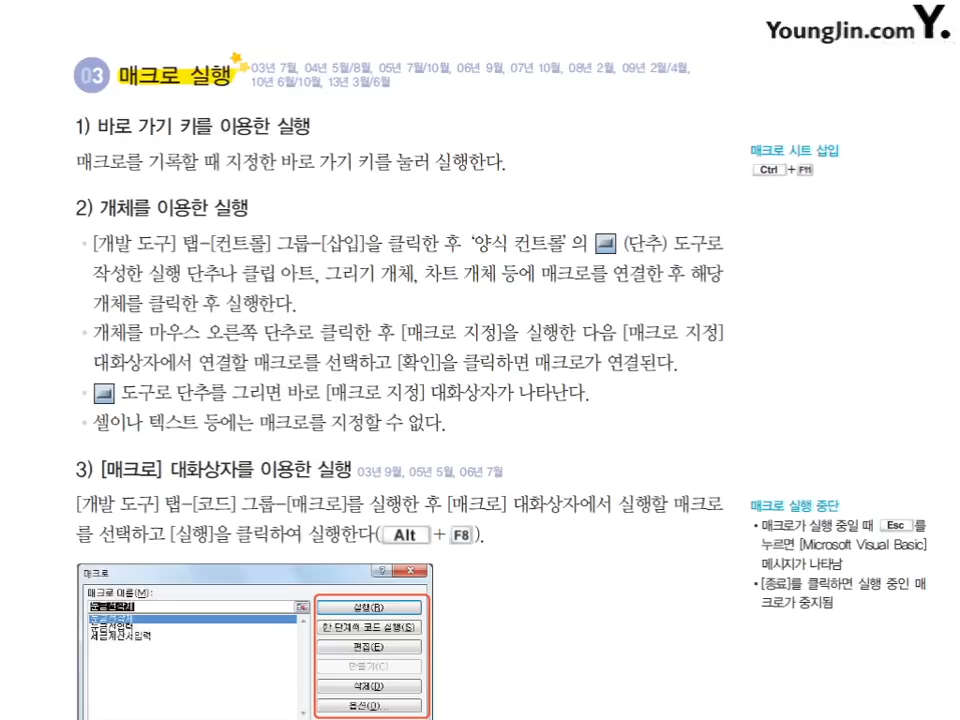 YoungJin.com Y.
03 매크로 실행 03년 7월, 04년 5월/8월, 05년 7월/10월, 06년 9월, 07년 10월, 08년 2월, 09년 2월/4월,
10년 6월/10월, 13년 3월/6월
1) 바로 가기 키를 이용한 실행
매크로를 기록할 때 지정한 바로 가기 키를 눌러 실행한다.
2) 개체를 이용한 실행
• [개발 도구] 탭-[컨트롤] 그룹-[삽입]을 클릭한 후 ‘양식 컨트롤’의 (단추) 도구로
작성한 실행 단추나 클립 아트, 그리기 개체, 차트 개체 등에 매크로를 연결한 후 해당
개체를 클릭한 후 실행한다.
• 개체를 마우스 오른쪽 단추로 클릭한 후 [매크로 지정]을 실행한 다음 [매크로 지정]
대화상자에서 연결할 매크로를 선택하고 [확인]을 클릭하면 매크로가 연결된다.
• 도구로 단추를 그리면 바로 [매크로 지정] 대화상자가 나타난다.
• 셀이나 텍스트 등에는 매크로를 지정할 수 없다.
3) [매크로] 대화상자를 이용한 실행 03년 9월, 05년 5월, 06년 7월
[개발 도구] 탭-[코드] 그룹-[매크로]를 실행한 후 [매크로] 대화상자에서 실행할 매크로
를 선택하고 [실행]을 클릭하여 실행한다(Alt+F8).
매크로
매크로 이름(M):
눈금선삭제
눈금선삭제
눈금선입력
세금계산서입력
실행(R)
한 단계씩 코드 실행(S)
편집(E)
만들기(C)
삭제(D)
옵션(O)...
매크로 시트 삽입
Ctrl+F11
매크로 실행 중단
• 매크로가 실행 중일 때 Esc 를
누르면 [Microsoft Visual Basic]
메시지가 나타남
• [종료]를 클릭하면 실행 중인 매
크로가 중지됨